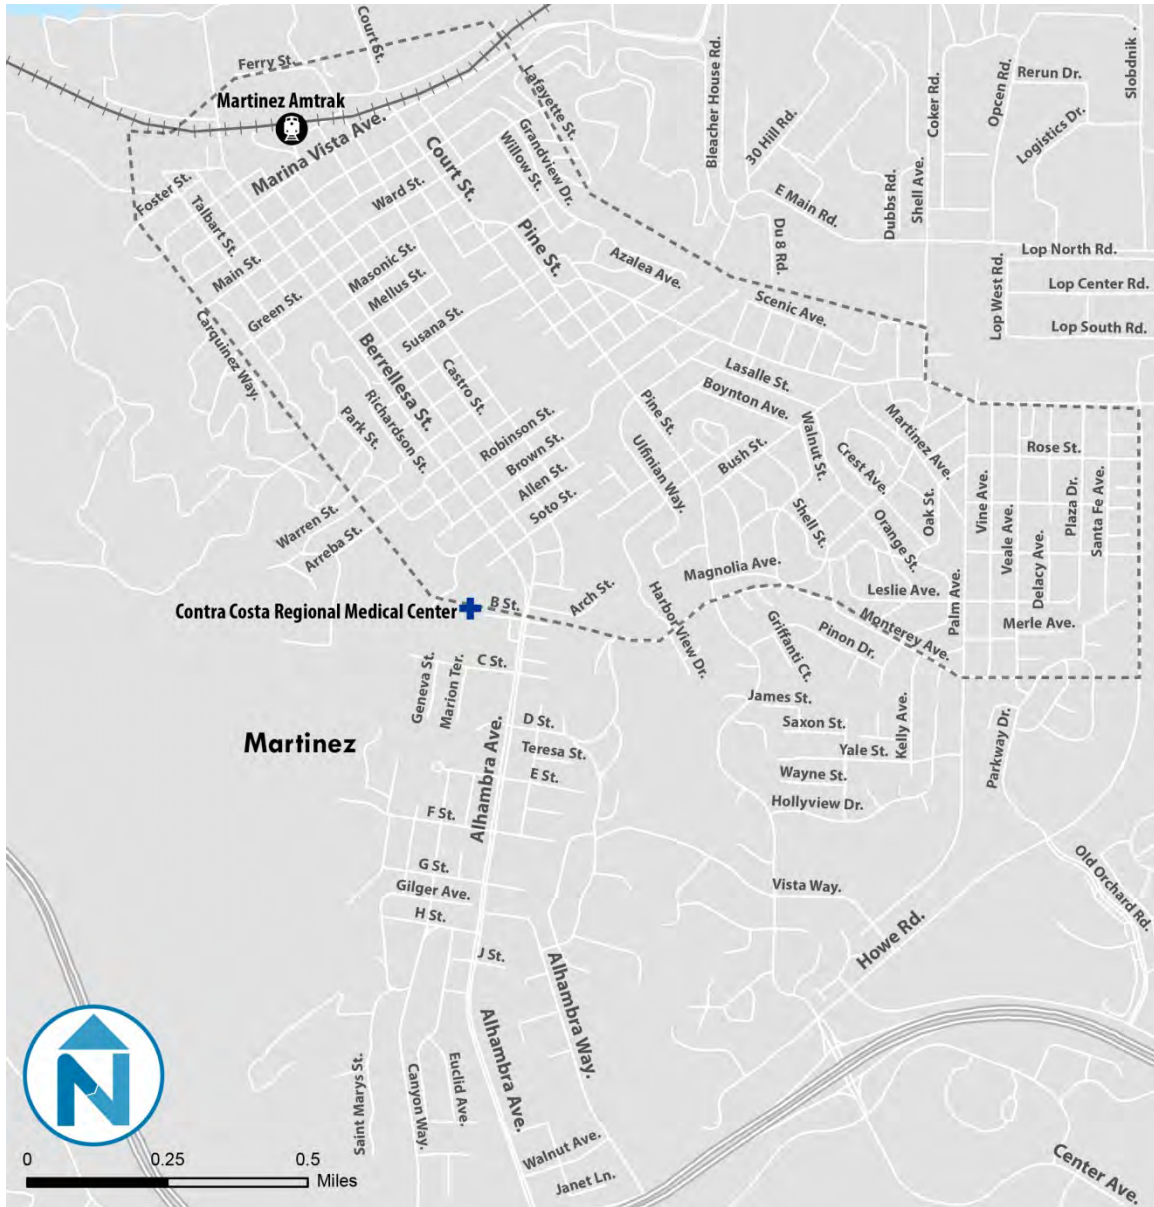 Court St.
Ferry St.
Martinez Amtrak
Marina Vista Ave.
Lafayette St.
Grandview Dr.
Willow St.
Court St.
Ward St.
Foster St.
Talbart St.
Main St.
Green St.
Masonic St.
Mellus St.
Susana St.
Pine St.
Azalea Ave.
Bleacher House Rd.
30 Hill Rd.
E Main Rd.
Du 8 Rd.
Dubbs Rd.
Shell Ave.
Coker Rd.
Opcen Rd.
Rerun Dr.
Logistics Dr.
Slobdnik .
Lop North Rd.
Lop West Rd.
Lop Center Rd.
Lop South Rd.
Scenic Ave.
Carquinez Way.
Berrellesa St.
Castro St.
Richardson St.
Park St.
Robinson St.
Brown St.
Allen St.
Soto St.
Warren St.
Arreba St.
Lasalle St.
Boynton Ave.
Pine St.
Ulfinian Way.
Bush St.
Walnut St.
Martinez Ave.
Crest Ave.
Oak St.
Orange St.
Shell St.
Rose St.
Vine Ave.
Veale Ave.
Delacy Ave.
Plaza Dr.
Santa Fe Ave.
Palm Ave.
Leslie Ave.
Merle Ave.
Monterey Ave.
Magnolia Ave.
Harbor View Dr.
Griffanti Ct.
Pinon Dr.
Contra Costa Regional Medical Center
B St.
Arch St.
C St.
Geneva St.
Marion Ter.
Martinez
Alhambra Ave.
D St.
Teresa St.
E St.
F St.
G St.
Gilger Ave.
H St.
J St.
James St.
Saxon St.
Yale St.
Kelly Ave.
Wayne St.
Hollyview Dr.
Parkway Dr.
Vista Way.
Howe Rd.
Old Orchard Rd.
Alhambra Way.
Alhambra Ave.
Saint Marys St.
Canyon Way.
Euclid Ave.
Walnut Ave.
Janet Ln.
Center Ave.
N
0 0.25 0.5
Miles